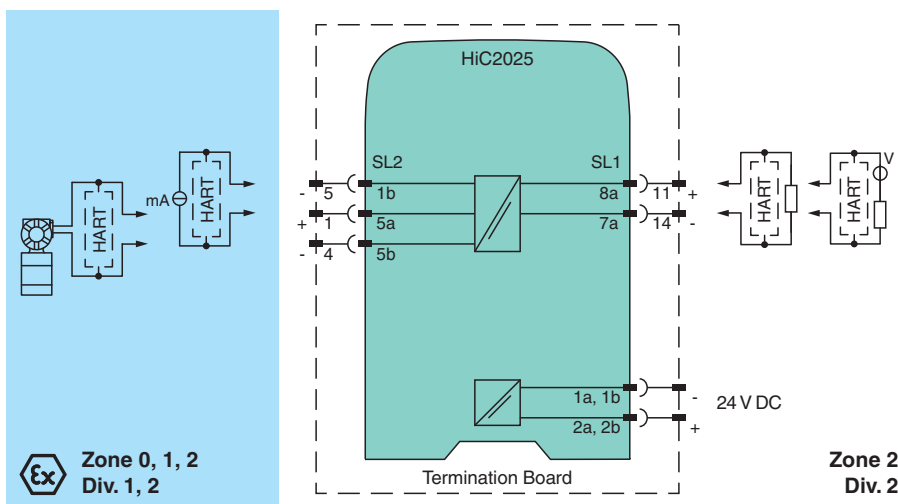 HiC2025
SL2
SL1
- 5 1b
8a 11 +
+ 1 5a
7a 14 -
- 4 5b
HART
mA
HART
HART
HART
V
1a, 1b -
24 V DC
2a, 2b +
Termination Board
Ex
Zone 0, 1, 2
Div. 1, 2
Zone 2
Div. 2